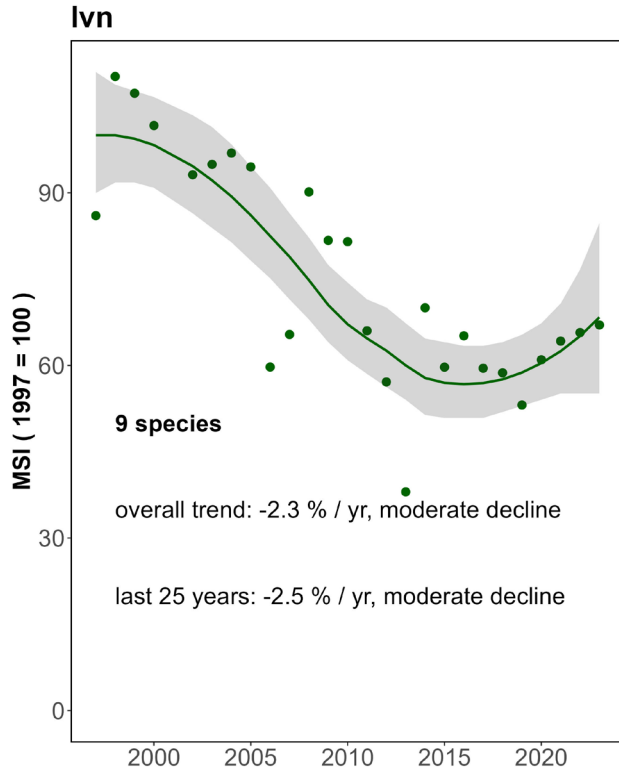 lvn
MSI ( 1997 = 100 )
90
60
30
0
9 species
overall trend: -2.3 % / yr, moderate decline
last 25 years: -2.5 % / yr, moderate decline
2000 2005 2010 2015 2020